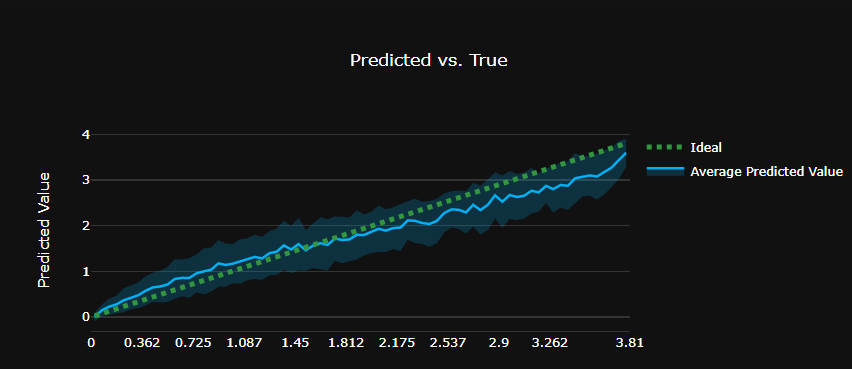 Predicted vs. True
Predicted Value
4
3
2
1
0
0 0.362 0.725 1.087 1.45 1.812 2.175 2.537 2.9 3.262 3.81
Ideal
Average Predicted Value